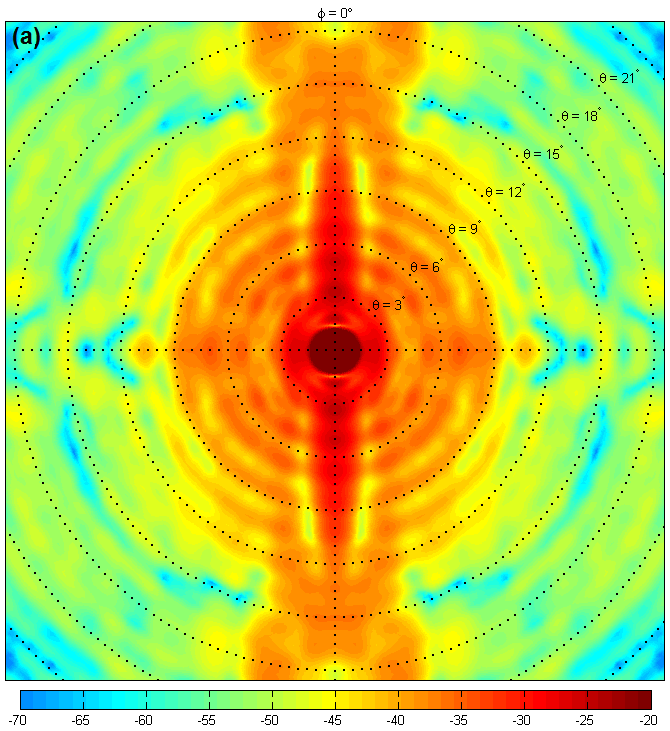 ϕ = 0°
(a)
θ = 21°
θ = 18°
θ = 15°
θ = 12°
θ = 9°
θ = 6°
θ = 3°
-70 -65 -60 -55 -50 -45 -40 -35 -30 -25 -20